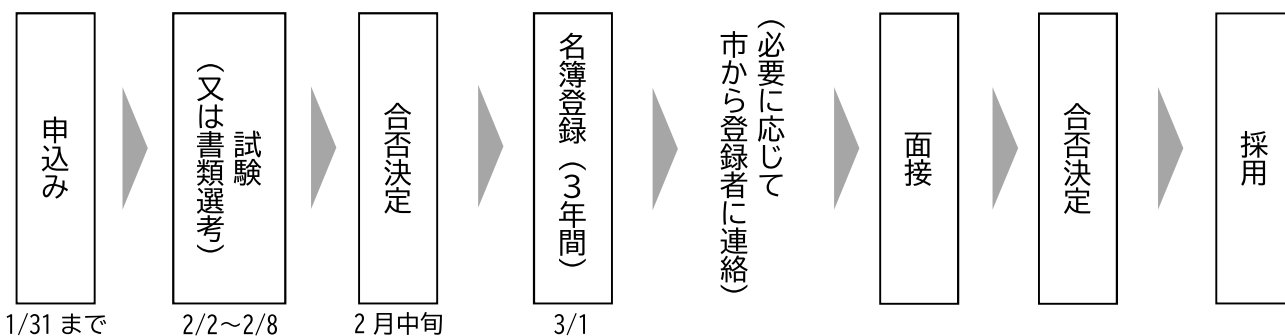 申込み
1/31 まで
試験
（又は書類選考）
2/2～2/8
合否決定
2 月中旬
名簿登録（３年間）
3/1
（必要に応じて
市から登録者に連絡）
面接
合否決定
採用